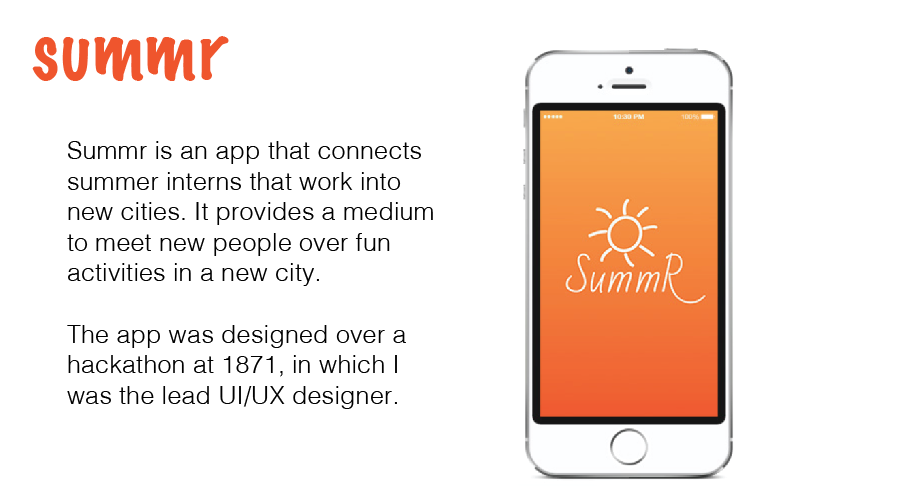 summr
Summr is an app that connects
summer interns that work into
new cities. It provides a medium
to meet new people over fun
activities in a new city.
The app was designed over a
hackathon at 1871, in which I
was the lead UI/UX designer.
10:00 PM 100%
SummR